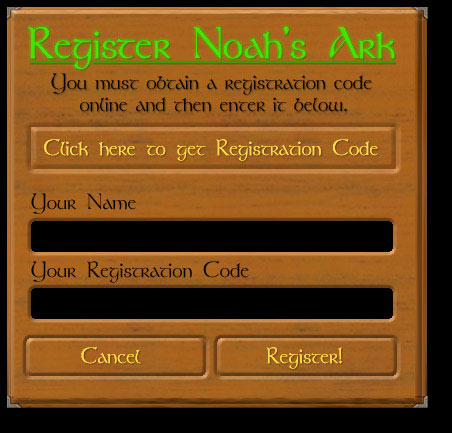 Register Noah's Ark
You must obtain a registration code
online and then enter it below.
Click here to get Registration Code
Your Name
Your Registration Code
Cancel Register!